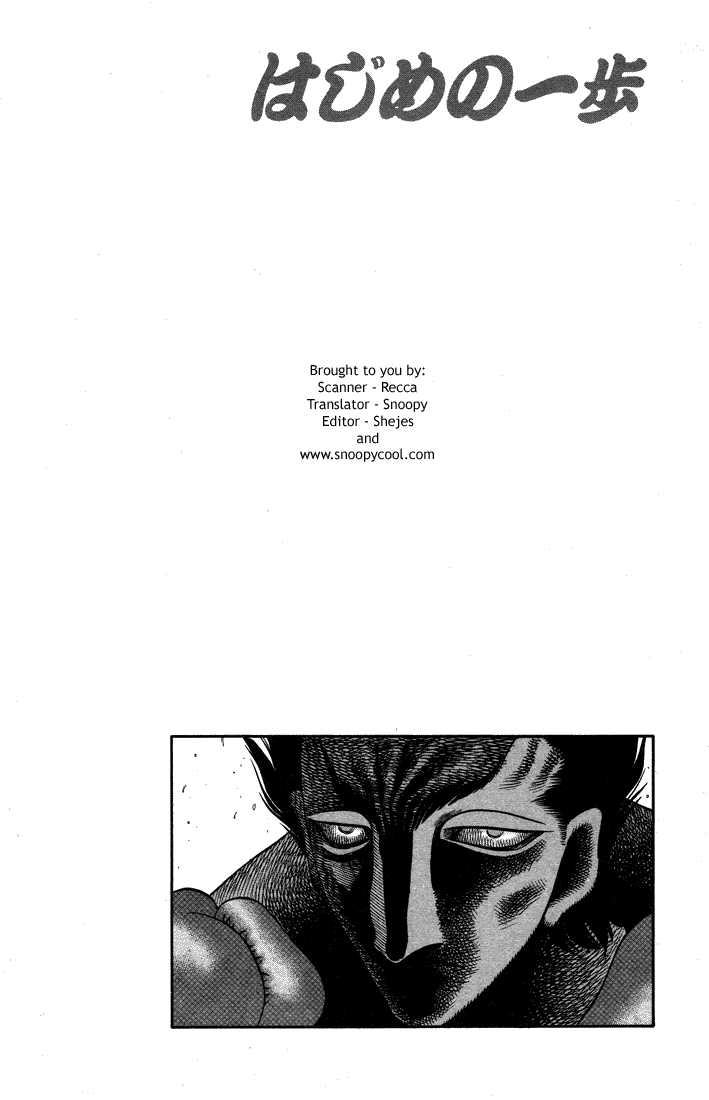 はじめの一歩
Brought to you by:
Scanner - Recca
Translator - Snoopy
Editor - Shejes
and
www.snoopycool.com